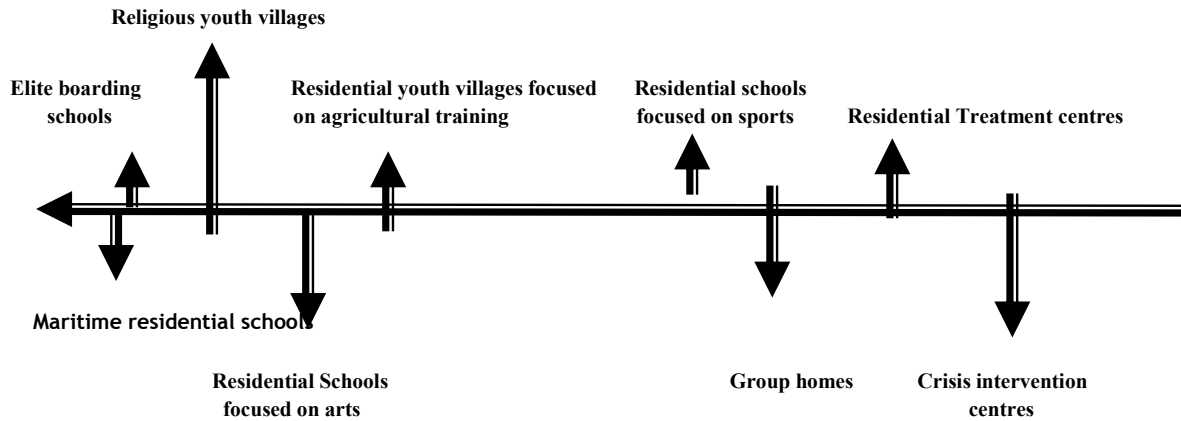 Religious youth villages
Elite boarding
schools
Residential youth villages focused
on agricultural training
Residential schools
focused on sports
Residential Treatment centres
Maritime residential schools
Residential Schools
focused on arts
Group homes
Crisis intervention
centres